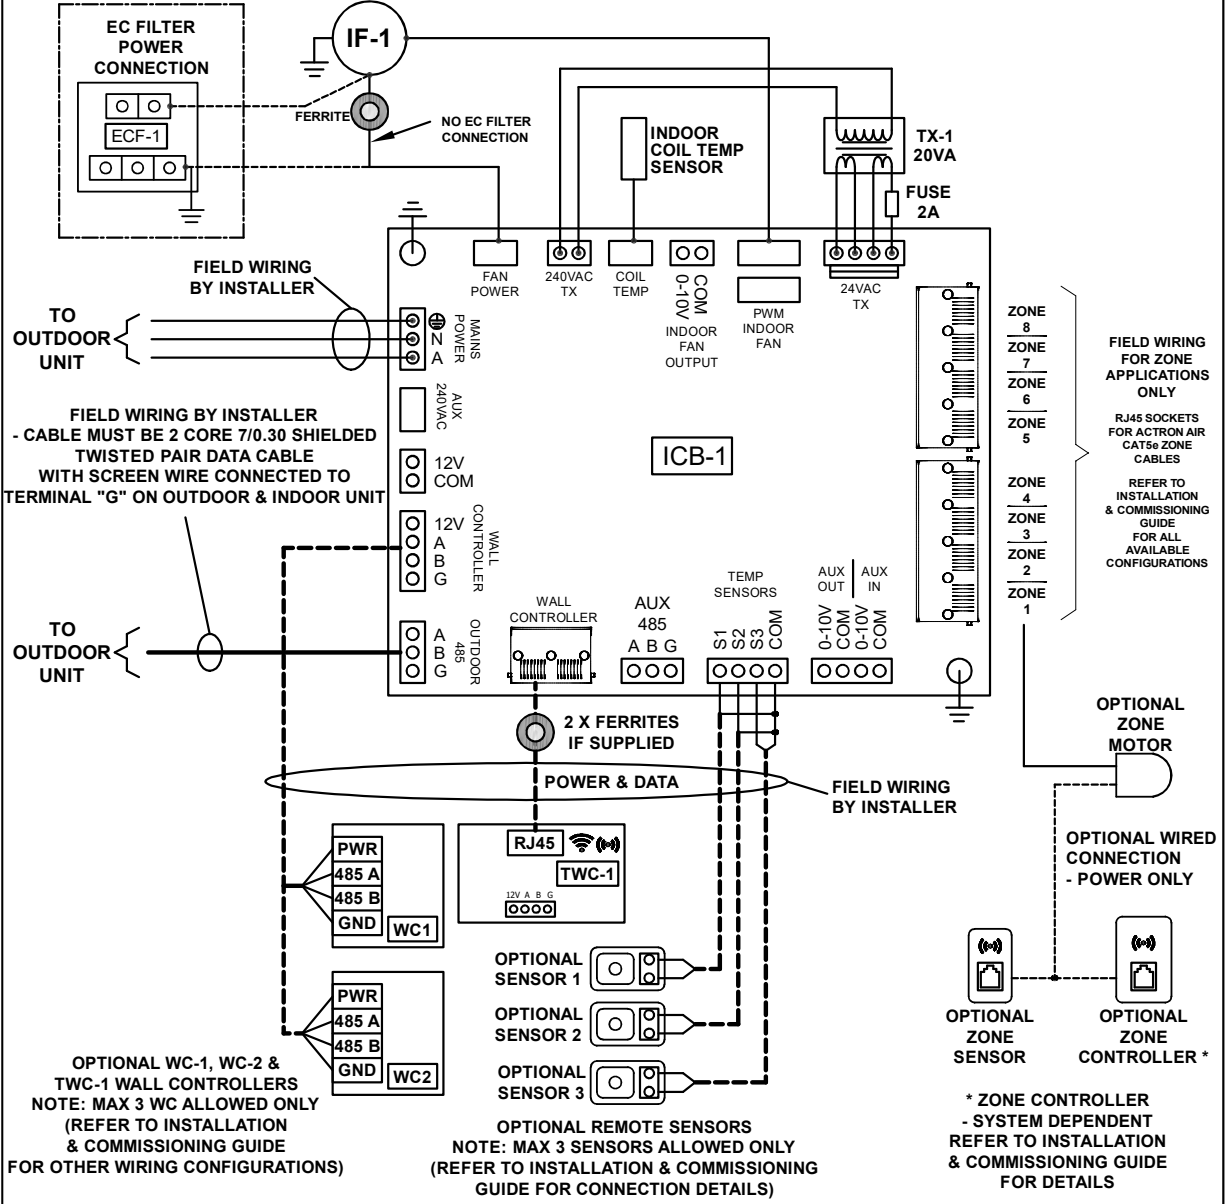 EC FILTER
POWER
CONNECTION
ECF-1
IF-1
FERRITE
NO EC FILTER
CONNECTION
INDOOR
COIL TEMP
SENSOR
TX-1
20VA
FUSE
2A
FIELD WIRING
BY INSTALLER
TO
OUTDOOR
UNIT
FAN
POWER
240VAC
TX
COIL
TEMP
COM
0-10V
INDOOR
FAN
OUTPUT
PWM
INDOOR
FAN
24VAC
TX
N
A
MAINS
POWER
AUX
240VAC
12V
COM
12V
A
B
G
WALL
CONTROLLER
A
B
G
OUTDOOR
485
ICB-1
FIELD WIRING BY INSTALLER
- CABLE MUST BE 2 CORE 7/0.30 SHIELDED
TWISTED PAIR DATA CABLE
WITH SCREEN WIRE CONNECTED TO
TERMINAL "G" ON OUTDOOR & INDOOR UNIT
TO
OUTDOOR
UNIT
ZONE
8
ZONE
7
ZONE
6
ZONE
5
ZONE
4
ZONE
3
ZONE
2
ZONE
1
FIELD WIRING
FOR ZONE
APPLICATIONS
ONLY
RJ45 SOCKETS
FOR ACTRON AIR
CAT5e ZONE
CABLES
REFER TO
INSTALLATION
& COMMISSIONING
GUIDE
FOR ALL
AVAILABLE
CONFIGURATIONS
WALL
CONTROLLER
AUX
485
A B G
TEMP
SENSORS
S1
S2
S3
COM
AUX
OUT
AUX
IN
0-10V
COM
0-10V
COM
2 X FERRITES
IF SUPPLIED
POWER & DATA
FIELD WIRING
BY INSTALLER
OPTIONAL
ZONE
MOTOR
OPTIONAL WIRED
CONNECTION
- POWER ONLY
PWR
485 A
485 B
GND
WC1
RJ45
TWC-1
12V A B G
PWR
485 A
485 B
GND
WC2
OPTIONAL
SENSOR 1
OPTIONAL
SENSOR 2
OPTIONAL
SENSOR 3
OPTIONAL
ZONE
SENSOR
OPTIONAL
ZONE
CONTROLLER *
OPTIONAL WC-1, WC-2 &
TWC-1 WALL CONTROLLERS
NOTE: MAX 3 WC ALLOWED ONLY
(REFER TO INSTALLATION
& COMMISSIONING GUIDE
FOR OTHER WIRING CONFIGURATIONS)
OPTIONAL REMOTE SENSORS
NOTE: MAX 3 SENSORS ALLOWED ONLY
(REFER TO INSTALLATION & COMMISSIONING
GUIDE FOR CONNECTION DETAILS)
* ZONE CONTROLLER
- SYSTEM DEPENDENT
REFER TO INSTALLATION
& COMMISSIONING GUIDE
FOR DETAILS